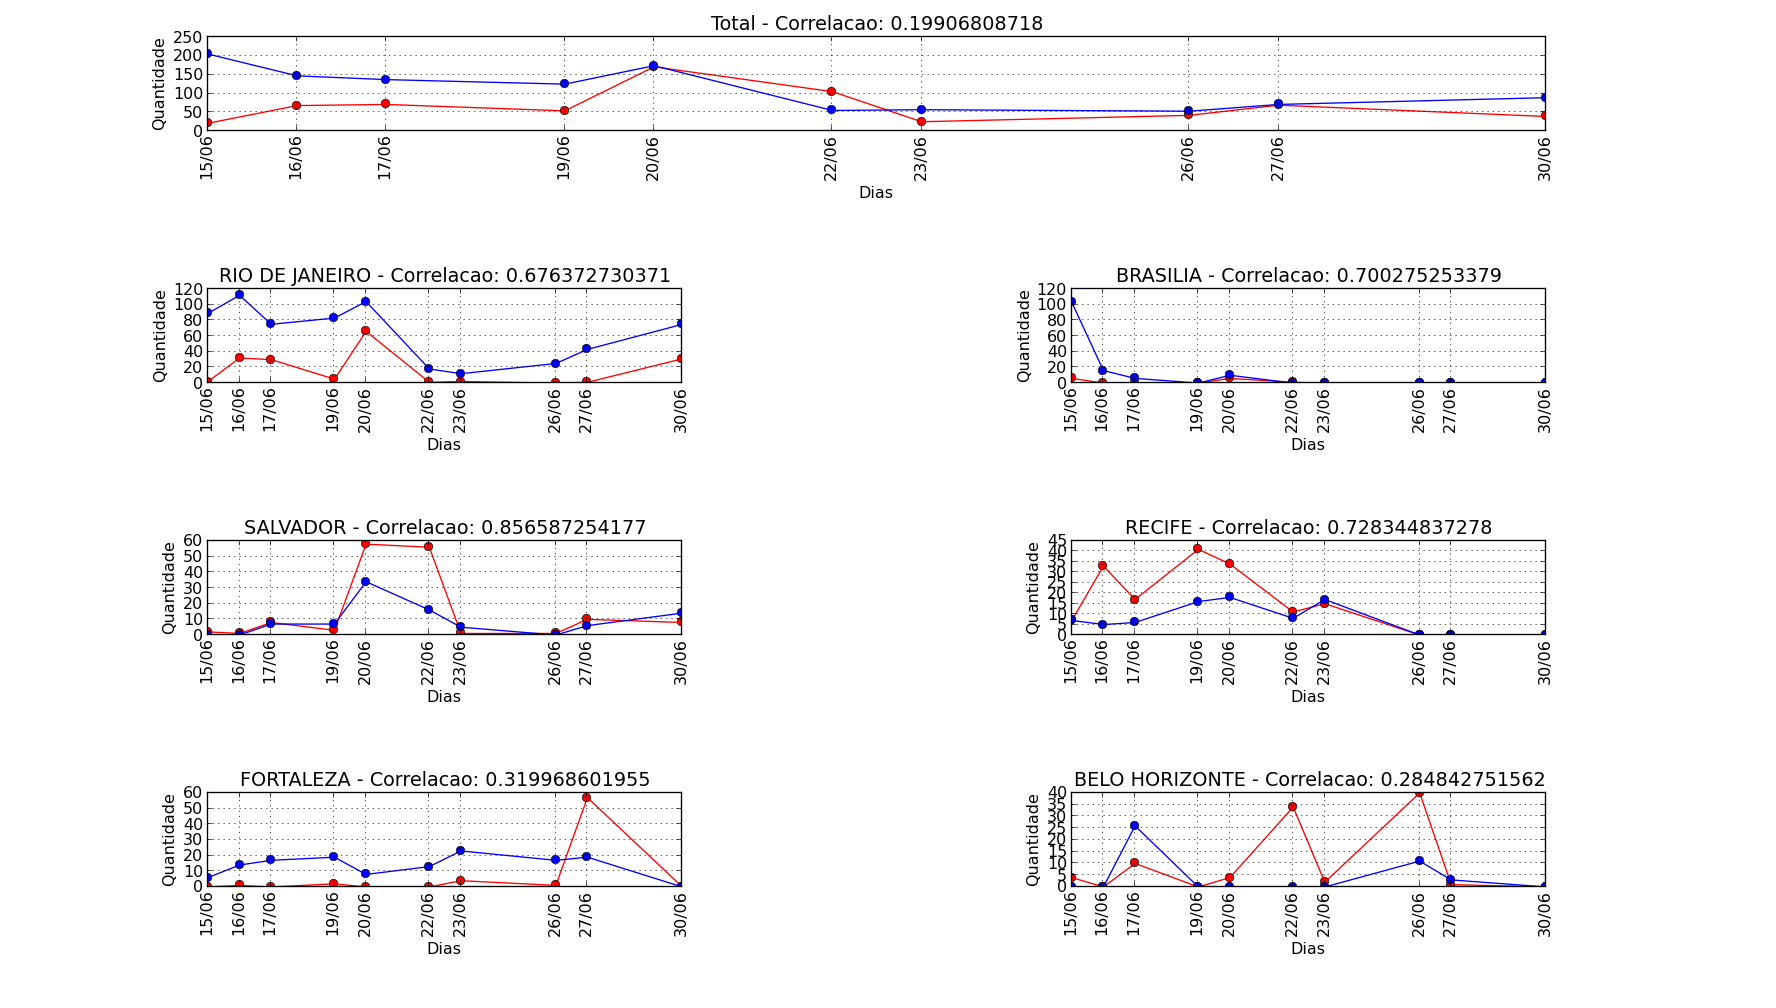 Total - Correlacao: 0.19906808718
Quantidade
250
200
150
100
50
0
15/06 16/06 17/06 19/06 20/06 22/06 23/06 26/06 27/06 30/06
Dias
RIO DE JANEIRO - Correlacao: 0.676372730371
Quantidade
120
100
80
60
40
20
0
15/06 16/06 17/06 19/06 20/06 22/06 23/06 26/06 27/06 30/06
Dias
BRASILIA - Correlacao: 0.700275253379
Quantidade
120
100
80
60
40
20
0
15/06 16/06 17/06 19/06 20/06 22/06 23/06 26/06 27/06 30/06
Dias
SALVADOR - Correlacao: 0.856587254177
Quantidade
60
50
40
30
20
10
0
15/06 16/06 17/06 19/06 20/06 22/06 23/06 26/06 27/06 30/06
Dias
RECIFE - Correlacao: 0.728344837278
Quantidade
45
40
35
30
25
20
15
10
5
0
15/06 16/06 17/06 19/06 20/06 22/06 23/06 26/06 27/06 30/06
Dias
FORTALEZA - Correlacao: 0.319968601955
Quantidade
60
50
40
30
20
10
0
15/06 16/06 17/06 19/06 20/06 22/06 23/06 26/06 27/06 30/06
Dias
BELO HORIZONTE - Correlacao: 0.284842751562
Quantidade
40
35
30
25
20
15
10
5
0
15/06 16/06 17/06 19/06 20/06 22/06 23/06 26/06 27/06 30/06
Dias